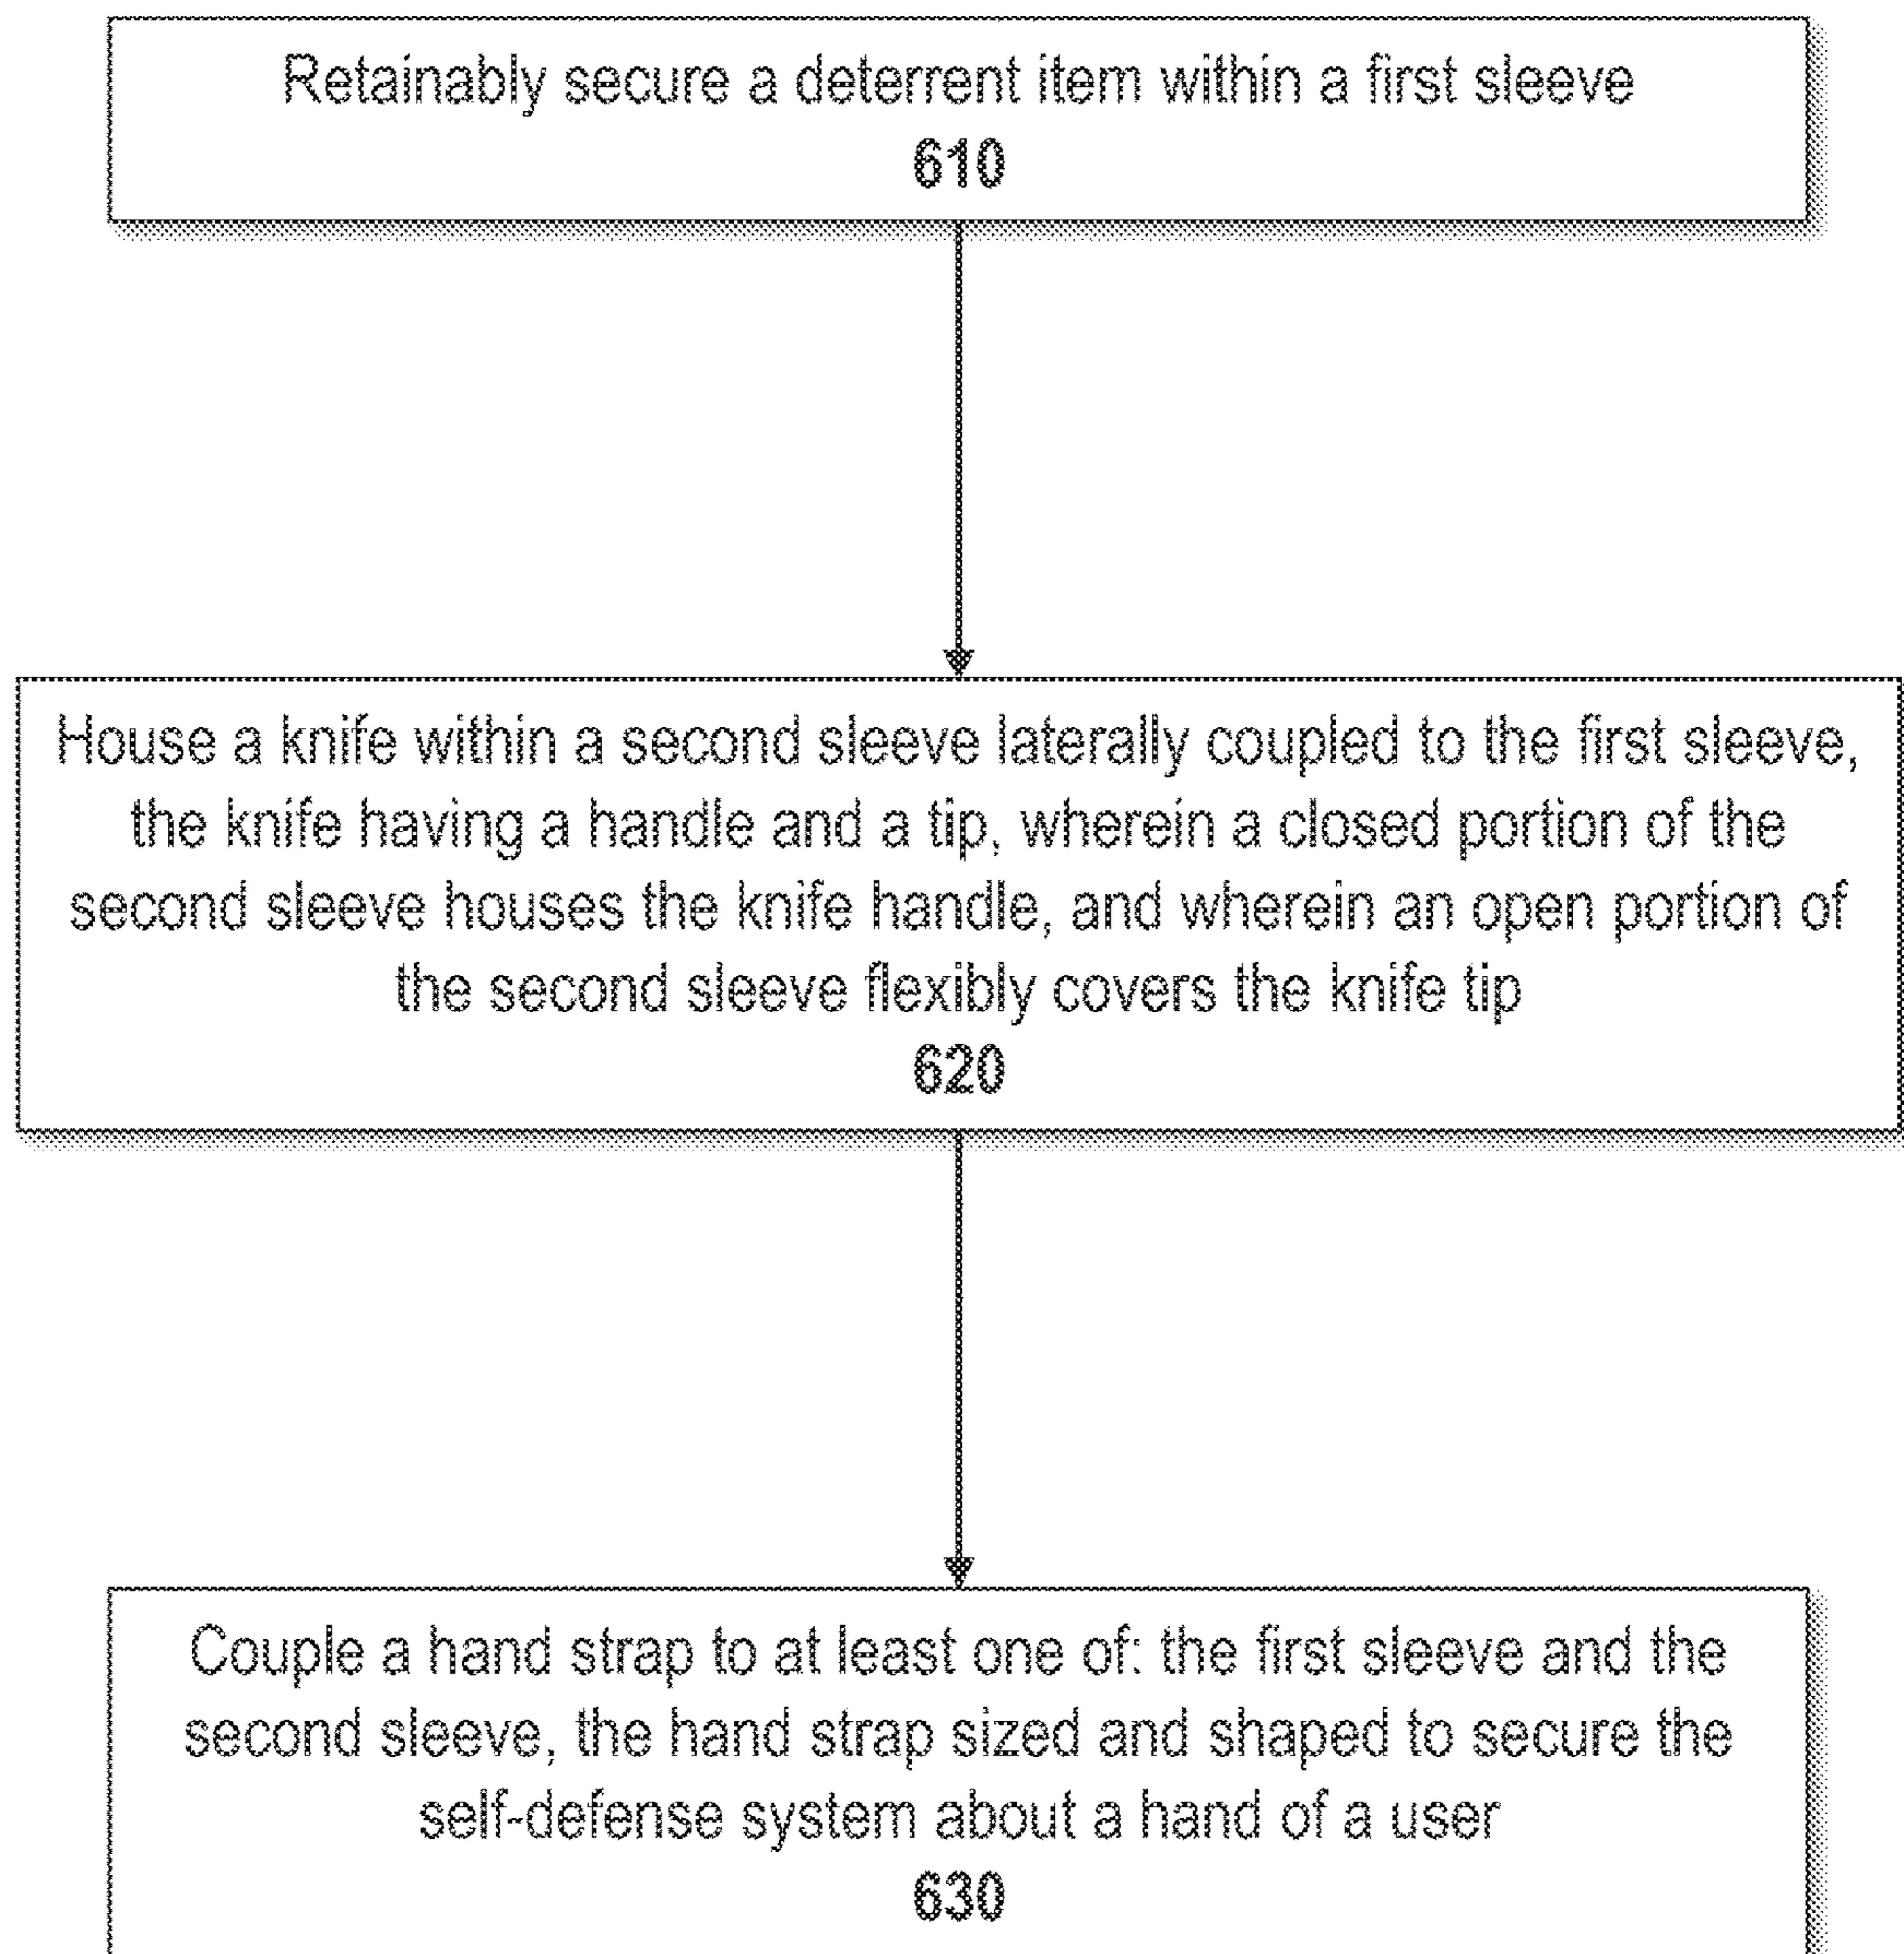 Retainably secure a deterrent item within a first sleeve
610
House a knife within a second sleeve laterally coupled to the first sleeve,
the knife having a handle and a tip, wherein a closed portion of the
second sleeve houses the knife handle, and wherein an open portion of
the second sleeve flexibly covers the knife tip
620
Couple a hand strap to at least one of: the first sleeve and the
second sleeve, the hand strap sized and shaped to secure the
self-defense system about a hand of a user
630